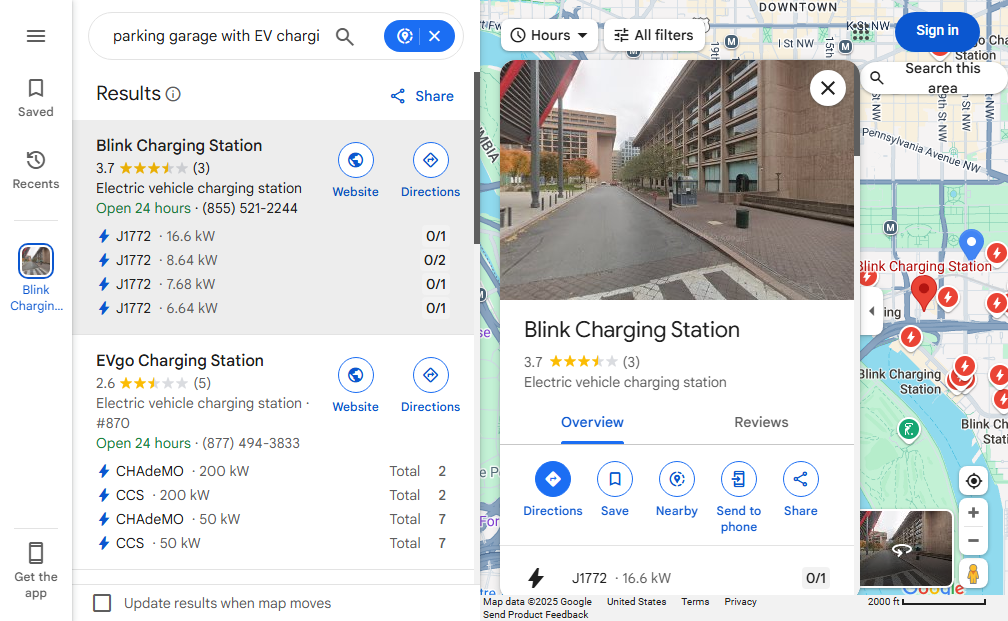 parking garage with EV chargi
Saved
Recents
Blink
Chargin...
Get the
app
Results
Share
Blink Charging Station
3.7 (3)
Electric vehicle charging station
Open 24 hours · (855) 521-2244
Website
Directions
J1772 · 16.6 kW 0/1
J1772 · 8.64 kW 0/2
J1772 · 7.68 kW 0/1
J1772 · 6.64 kW 0/1
EVgo Charging Station
2.6 (5)
Electric vehicle charging station ·
#870
Open 24 hours · (877) 494-3833
Website
Directions
CHAdeMO · 200 kW Total 2
CCS · 200 kW Total 2
CHAdeMO · 50 kW Total 7
CCS · 50 kW Total 7
Update results when map moves
Hours
All filters
Sign in
Search this
area
Blink Charging Station
3.7 (3)
Electric vehicle charging station
Overview
Reviews
Directions
Save
Nearby
Send to
phone
Share
J1772 · 16.6 kW 0/1
DOWNTOWN
K St NW
I St NW
19th
15th
Station
9th St NW
Pennsylvania Avenue NW
Blink Charging Station
ing
Blink Charging
Station
Blink Ch
Stati
For
Google
Map data ©2025 Google United States Terms Privacy 2000 ft
Send Product Feedback